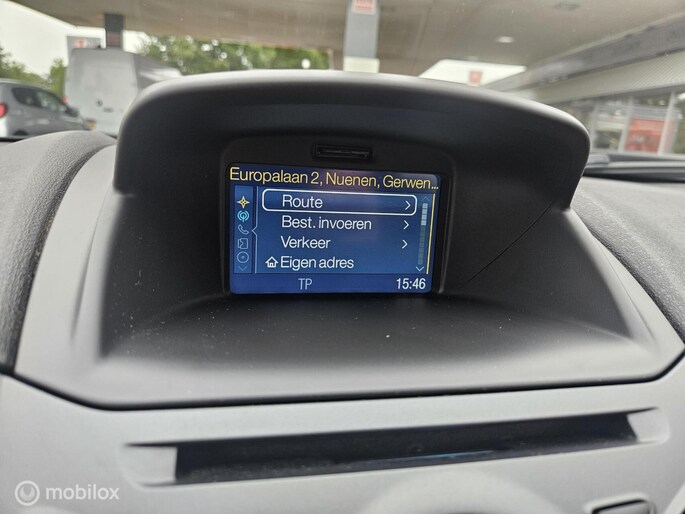 Europalaan 2, Nuenen, Gerwen...
Route
Best. invoeren
Verkeer
Eigen adres
TP 15:46
mobilox